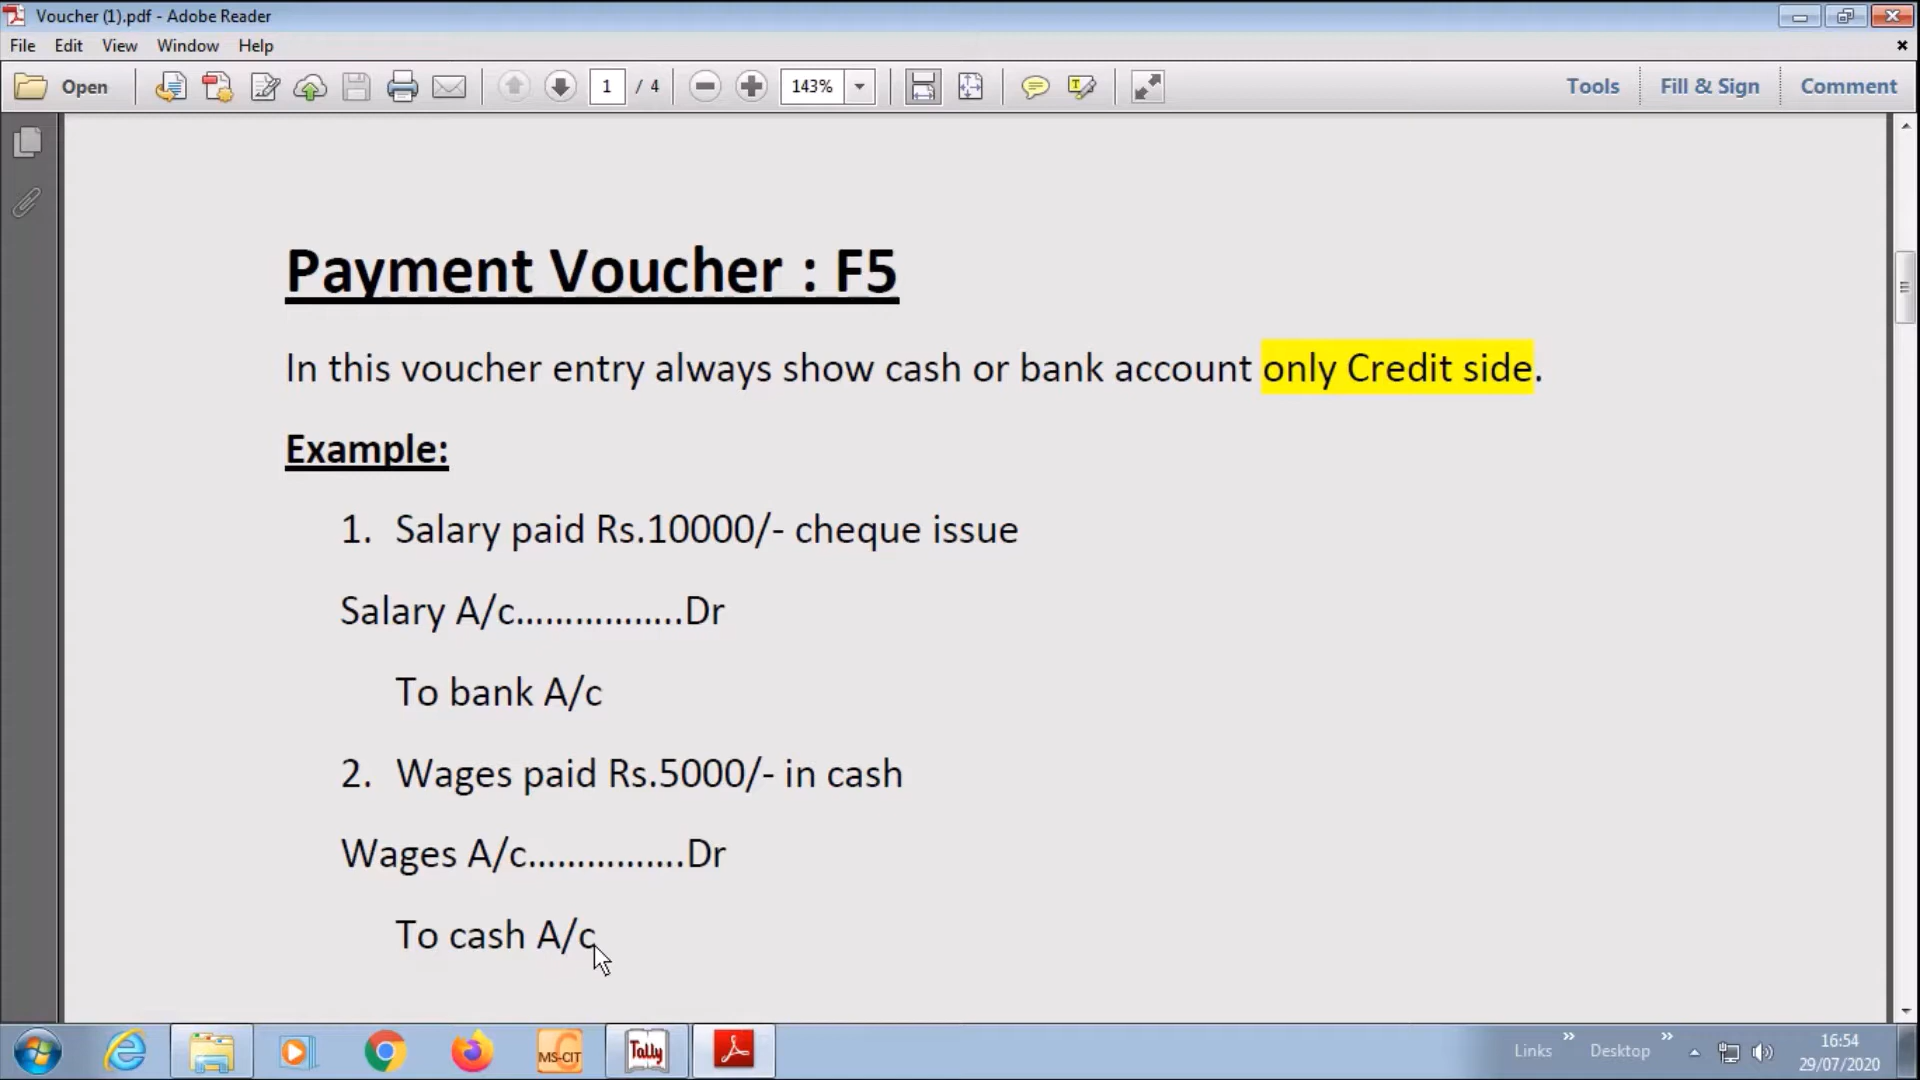 Voucher (1).pdf - Adobe Reader
File Edit View Window Help
Open 1 / 4 143% Tools Fill & Sign Comment
Payment Voucher : F5
In this voucher entry always show cash or bank account only Credit side.
Example:
1. Salary paid Rs.10000/- cheque issue
Salary A/c.................Dr
To bank A/c
2. Wages paid Rs.5000/- in cash
Wages A/c................Dr
To cash A/c
MS-CIT Tally Links Desktop 16:54
29/07/2020